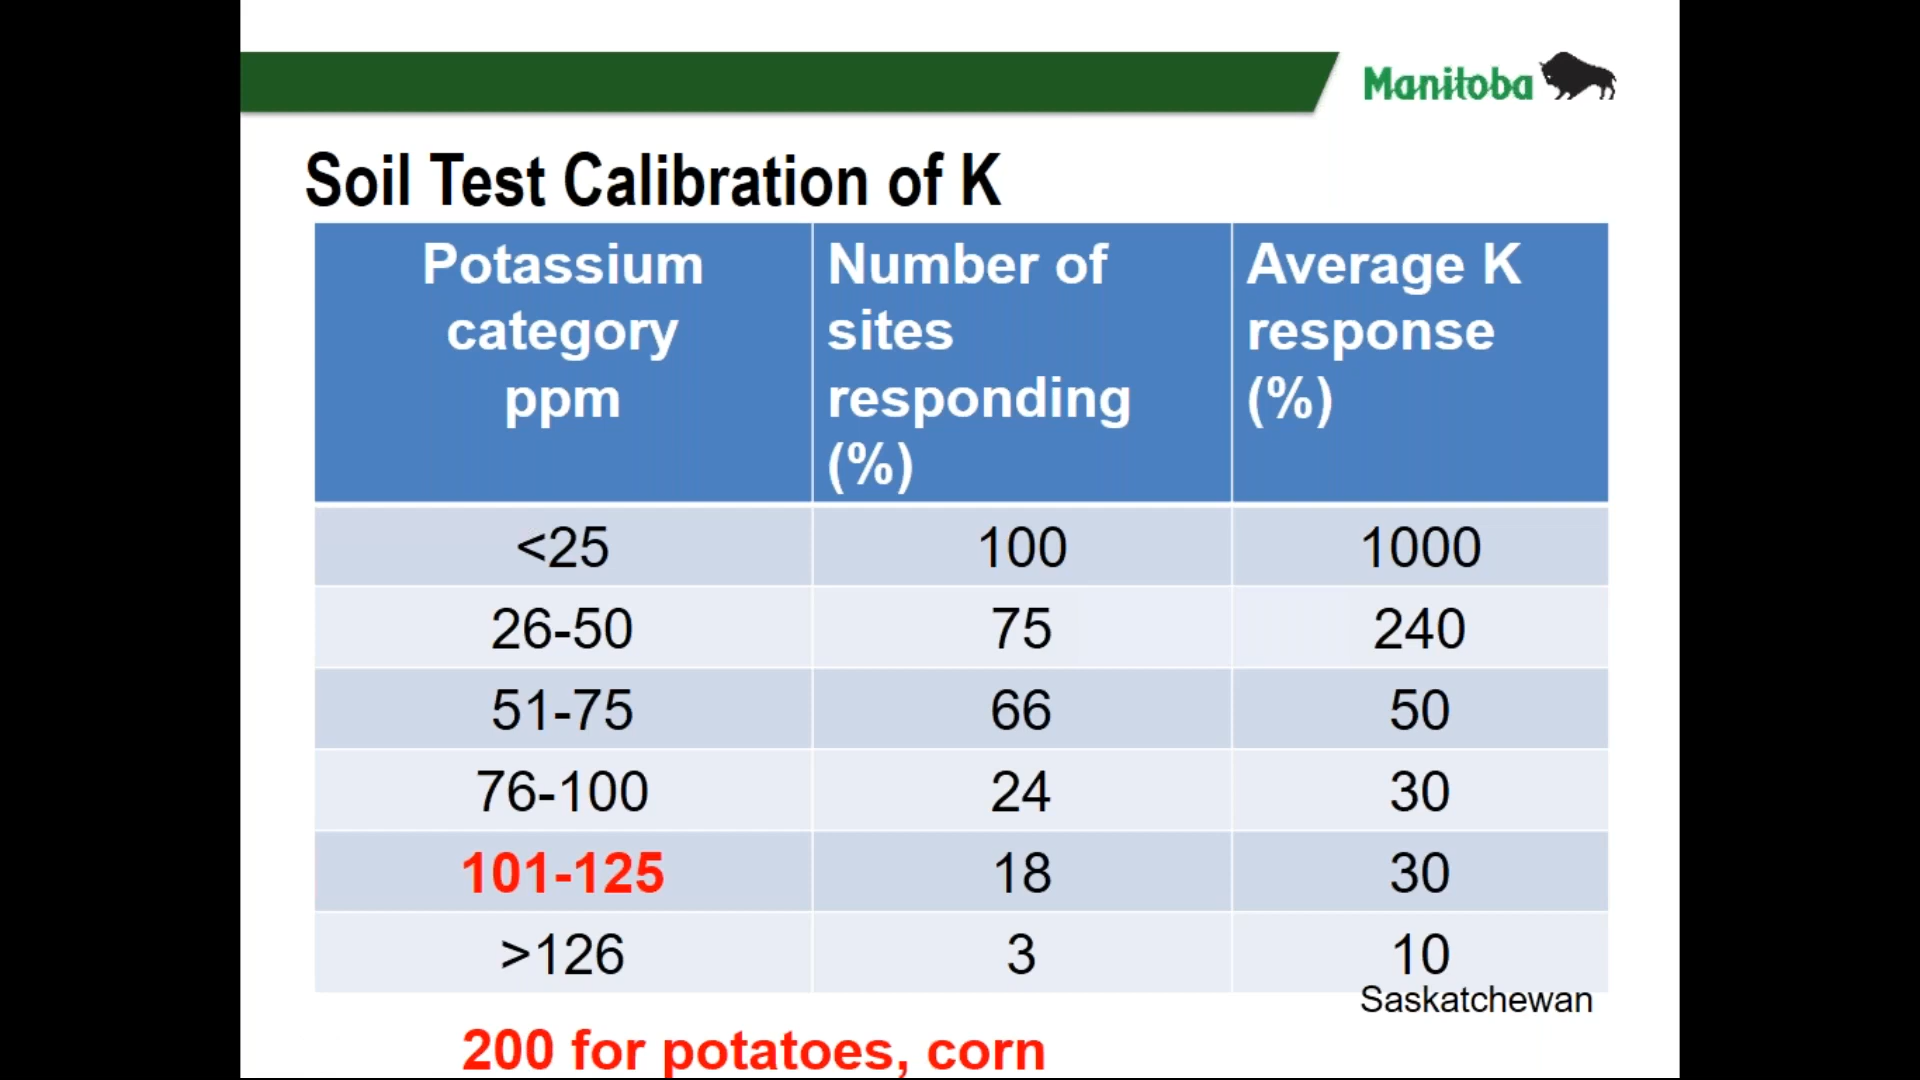 Manitoba
Soil Test Calibration of K
Potassium
category
ppm
Number of
sites
responding
(%)
Average K
response
(%)
<25 100 1000
26-50 75 240
51-75 66 50
76-100 24 30
101-125 18 30
>126 3 10
Saskatchewan
200 for potatoes, corn